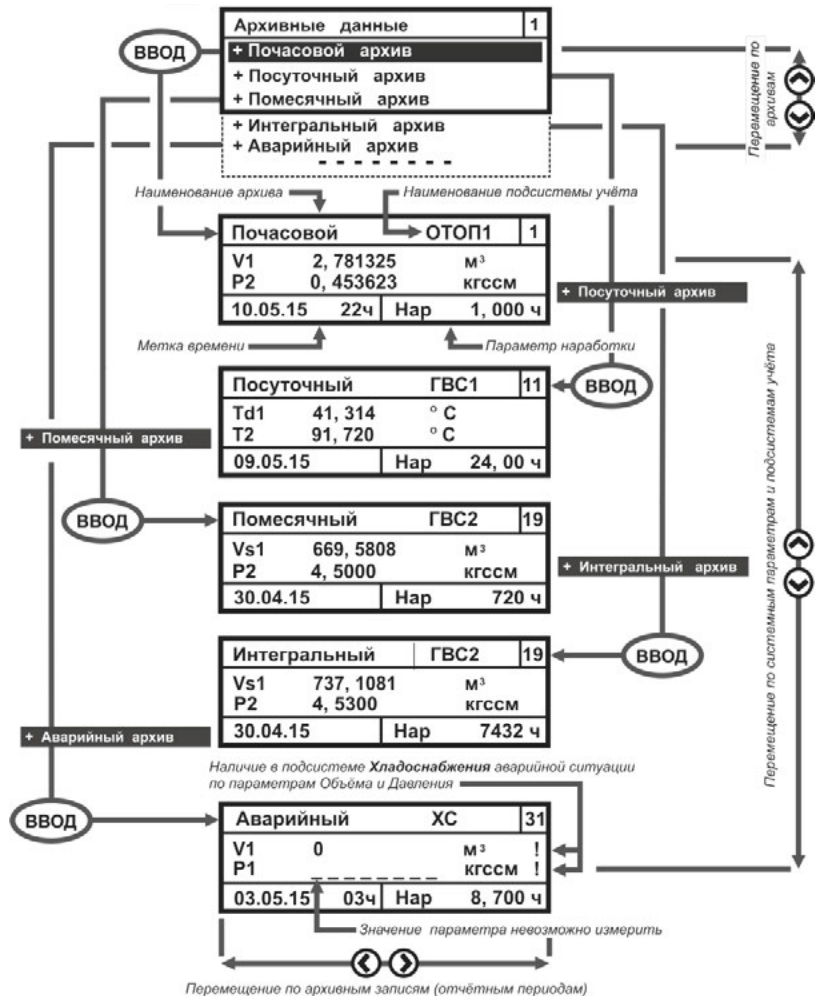 Архивные данные 1
ВВОД
+ Почасовой архив
+ Посуточный архив
+ Помесячный архив
+ Интегральный архив
+ Аварийный архив
- - - - - - - -
Перемещение по
архивам
Наименование архива
Наименование подсистемы учёта
Почасовой ОТОП1 1
V1 2, 781325 м³
P2 0, 453623 кгссм
10.05.15 22ч Нар 1, 000 ч
+ Посуточный архив
Метка времени
Параметр наработки
Посуточный ГВС1 11
ВВОД
Td1 41, 314 ° C
T2 91, 720 ° C
09.05.15 Нар 24, 00 ч
+ Помесячный архив
ВВОД
Помесячный ГВС2 19
Vs1 669, 5808 м³
P2 4, 5000 кгссм
30.04.15 Нар 720 ч
+ Интегральный архив
Интегральный ГВС2 19
ВВОД
Vs1 737, 1081 м³
P2 4, 5300 кгссм
30.04.15 Нар 7432 ч
+ Аварийный архив
Перемещение по системным параметрам и подсистемам учёта
Наличие в подсистеме Хладоснабжения аварийной ситуации
по параметрам Объёма и Давления
ВВОД
Аварийный ХС 31
V1 0 м³ !
P1 _ _ _ _ _ _ _ _ кгссм !
03.05.15 03ч Нар 8, 700 ч
Значение параметра невозможно измерить
Перемещение по архивным записям (отчётным периодам)